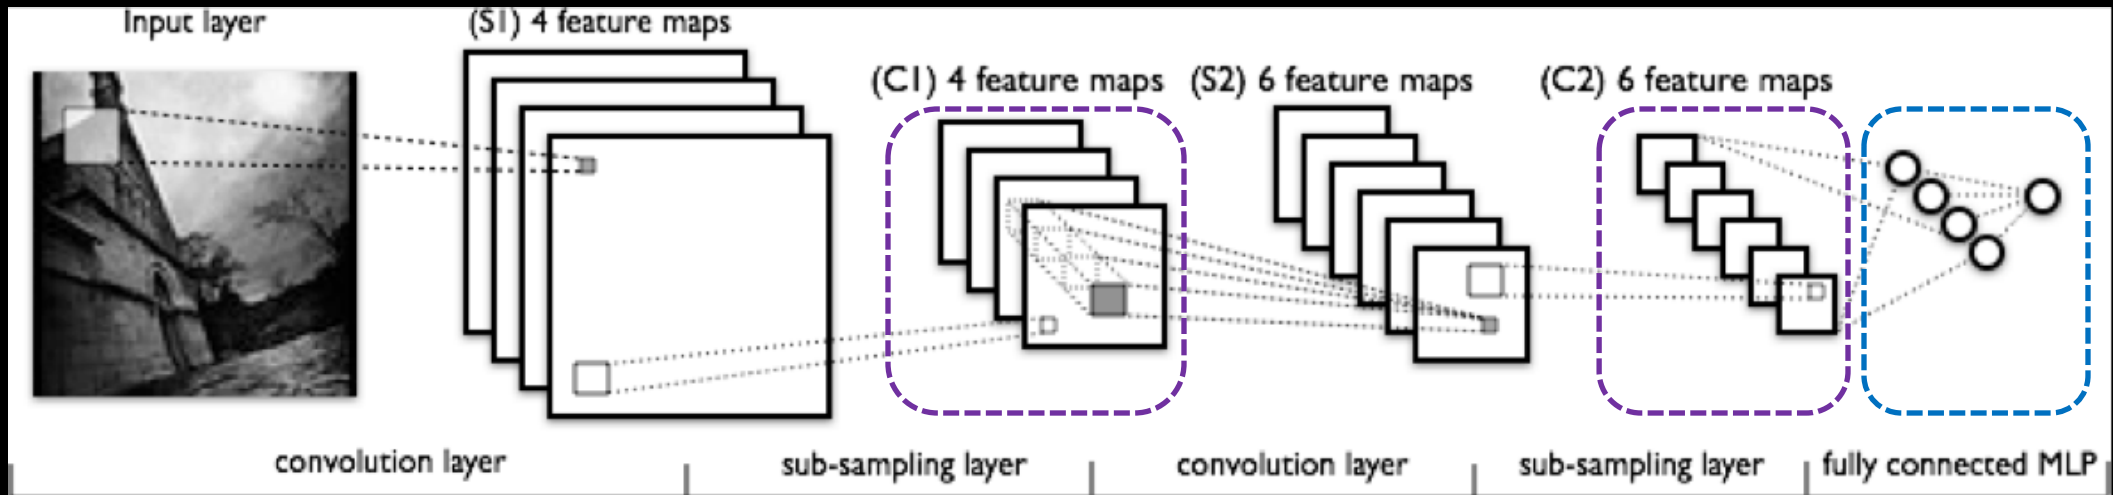 Input layer
(S1) 4 feature maps
(C1) 4 feature maps
(S2) 6 feature maps
(C2) 6 feature maps
convolution layer
sub-sampling layer
convolution layer
sub-sampling layer
fully connected MLP